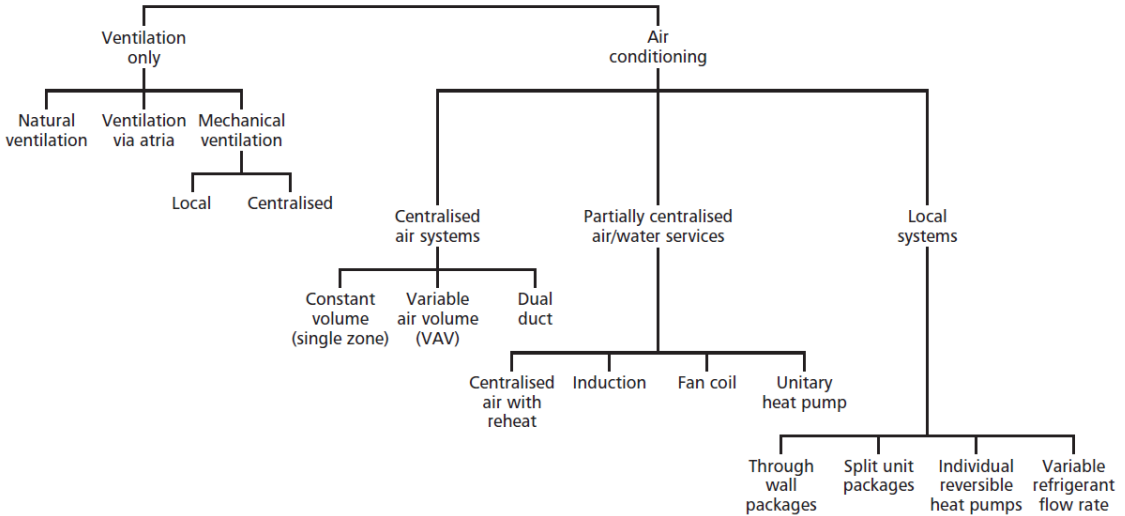 Ventilation
only
Air
conditioning
Natural
ventilation
Ventilation
via atria
Mechanical
ventilation
Local
Centralised
Centralised
air systems
Partially centralised
air/water services
Local
systems
Constant
volume
(single zone)
Variable
air volume
(VAV)
Dual
duct
Centralised
air with
reheat
Induction
Fan coil
Unitary
heat pump
Through
wall
packages
Split unit
packages
Individual
reversible
heat pumps
Variable
refrigerant
flow rate